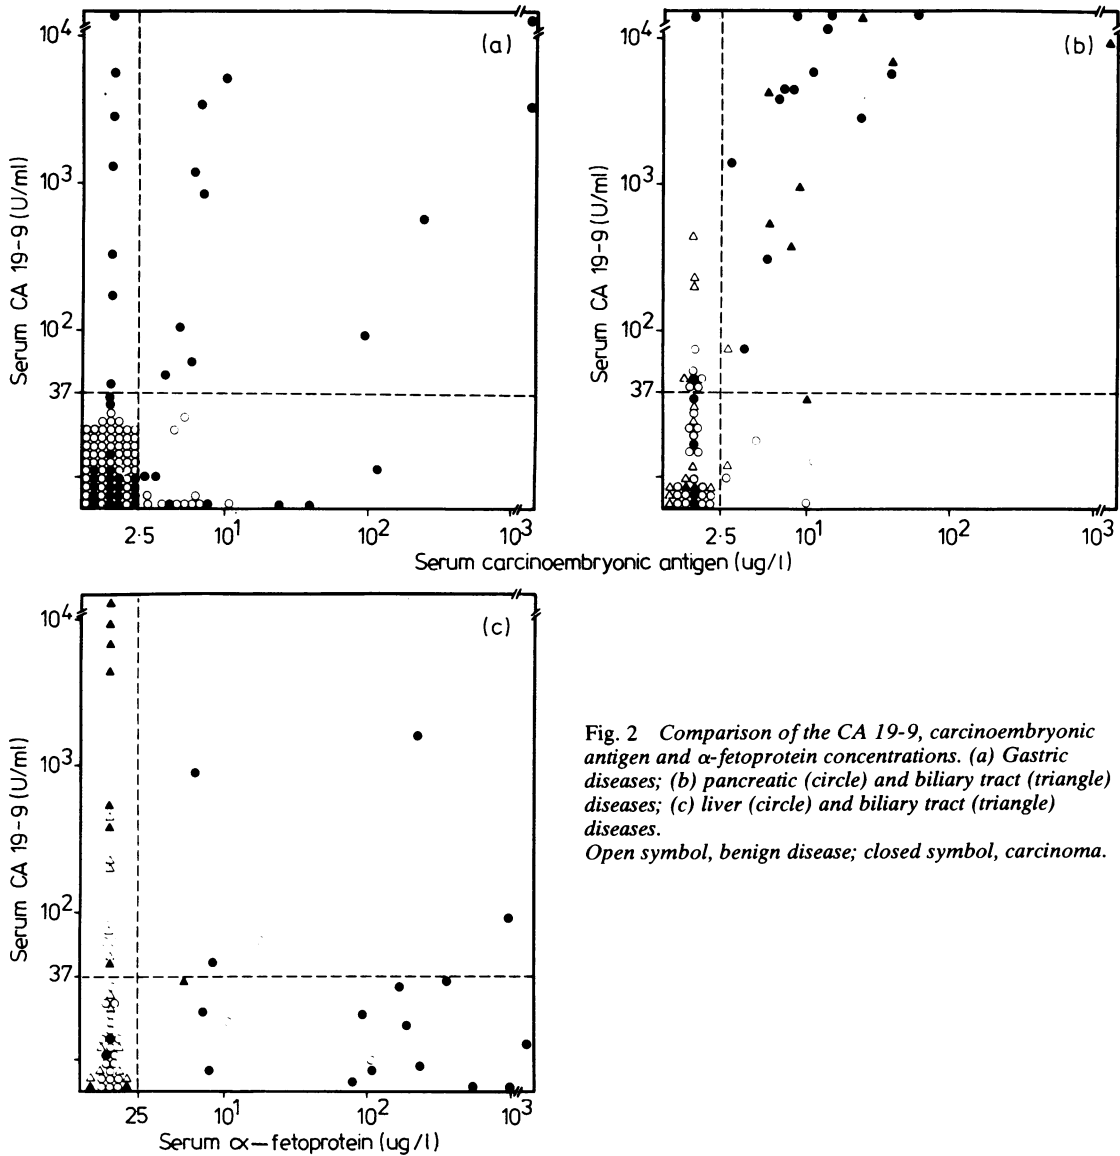 (a)
Serum CA 19-9 (U/ml)
10⁴
10³
10²
37
2·5
10¹
10²
10³
(b)
Serum CA 19-9 (U/ml)
10⁴
10³
10²
37
2·5
10¹
10²
10³
Serum carcinoembryonic antigen (ug/l)
(c)
Serum CA 19-9 (U/ml)
10⁴
10³
10²
37
25
10¹
10²
10³
Serum α-fetoprotein (ug/l)
Fig. 2 Comparison of the CA 19-9, carcinoembryonic
antigen and α-fetoprotein concentrations. (a) Gastric
diseases; (b) pancreatic (circle) and biliary tract (triangle)
diseases; (c) liver (circle) and biliary tract (triangle)
diseases.
Open symbol, benign disease; closed symbol, carcinoma.